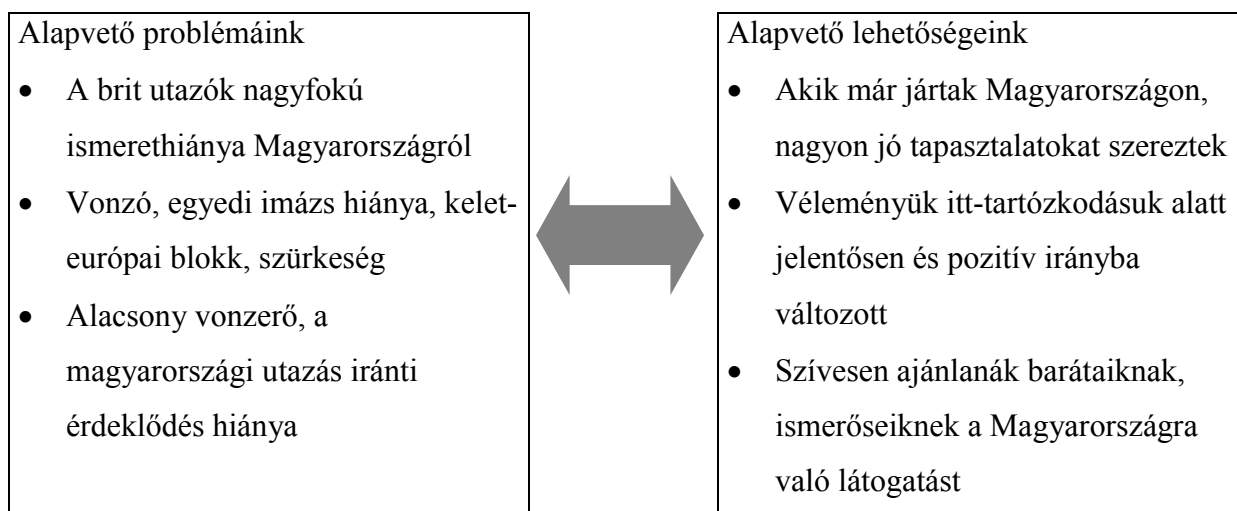 Alapvető problémáink
• A brit utazók nagyfokú
ismerethiánya Magyarországról
• Vonzó, egyedi imázs hiánya, kelet-
európai blokk, szürkeség
• Alacsony vonzerő, a
magyarországi utazás iránti
érdeklődés hiánya
Alapvető lehetőségeink
• Akik már jártak Magyarországon,
nagyon jó tapasztalatokat szereztek
• Véleményük itt-tartózkodásuk alatt
jelentősen és pozitív irányba
változott
• Szívesen ajánlanák barátaiknak,
ismerőseiknek a Magyarországra
való látogatást